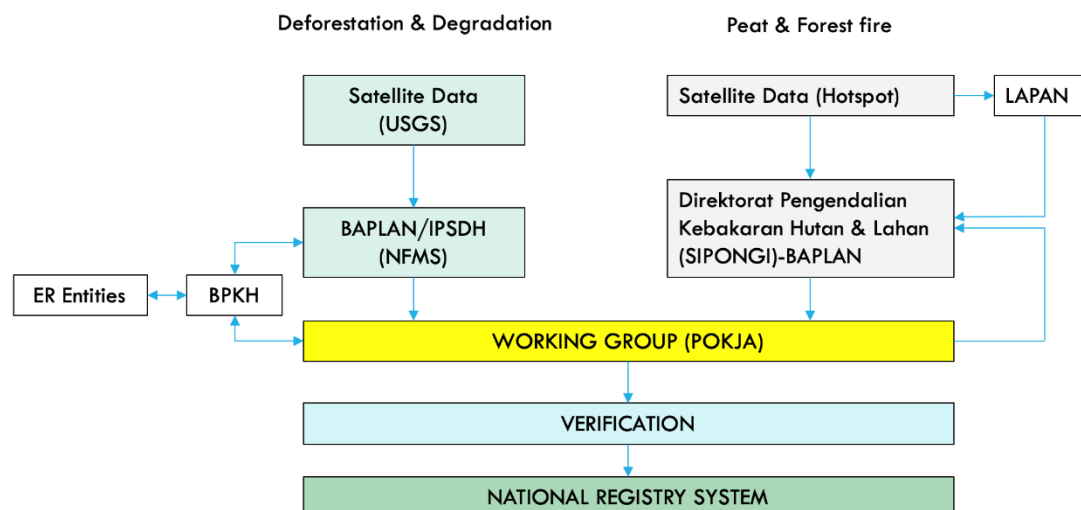 Deforestation & Degradation
Peat & Forest fire
Satellite Data
(USGS)
Satellite Data (Hotspot)
LAPAN
BAPLAN/IPSDH
(NFMS)
Direktorat Pengendalian
Kebakaran Hutan & Lahan
(SIPONGI)-BAPLAN
ER Entities
BPKH
WORKING GROUP (POKJA)
VERIFICATION
NATIONAL REGISTRY SYSTEM